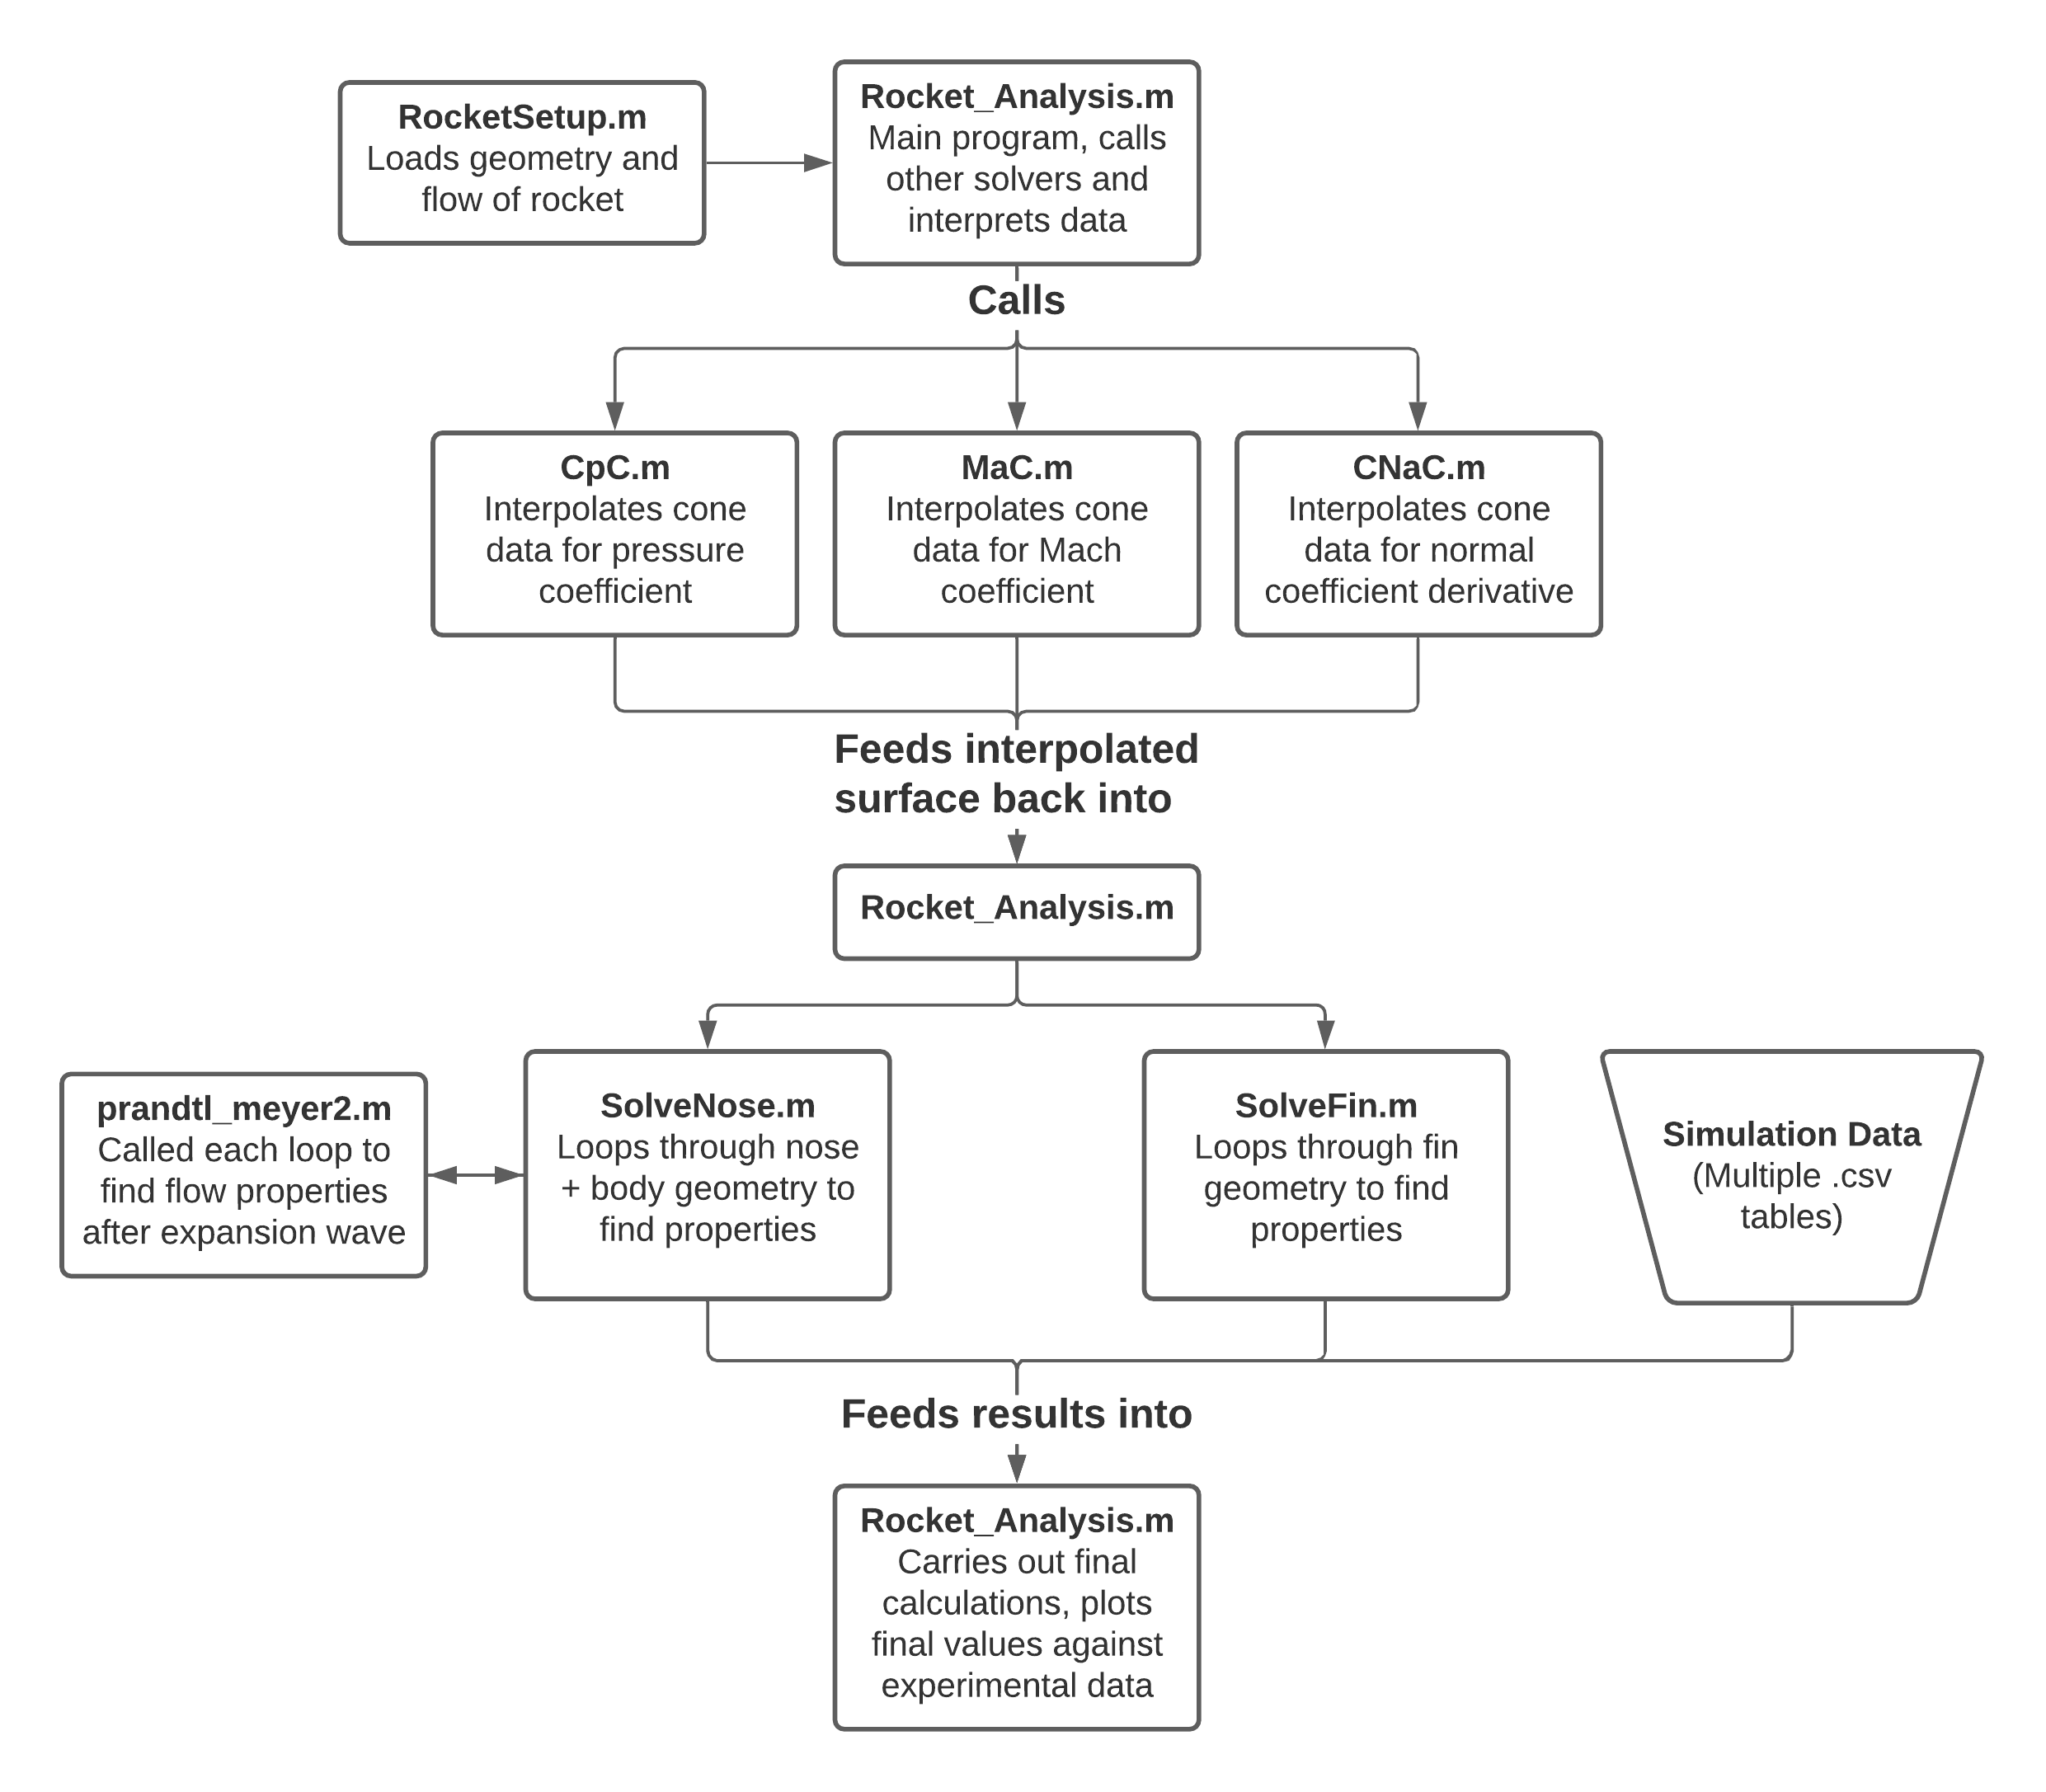 RocketSetup.m
Loads geometry and
flow of rocket
Rocket_Analysis.m
Main program, calls
other solvers and
interprets data
Calls
CpC.m
Interpolates cone
data for pressure
coefficient
MaC.m
Interpolates cone
data for Mach
coefficient
CNaC.m
Interpolates cone
data for normal
coefficient derivative
Feeds interpolated
surface back into
Rocket_Analysis.m
prandtl_meyer2.m
Called each loop to
find flow properties
after expansion wave
SolveNose.m
Loops through nose
+ body geometry to
find properties
SolveFin.m
Loops through fin
geometry to find
properties
Simulation Data
(Multiple .csv
tables)
Feeds results into
Rocket_Analysis.m
Carries out final
calculations, plots
final values against
experimental data